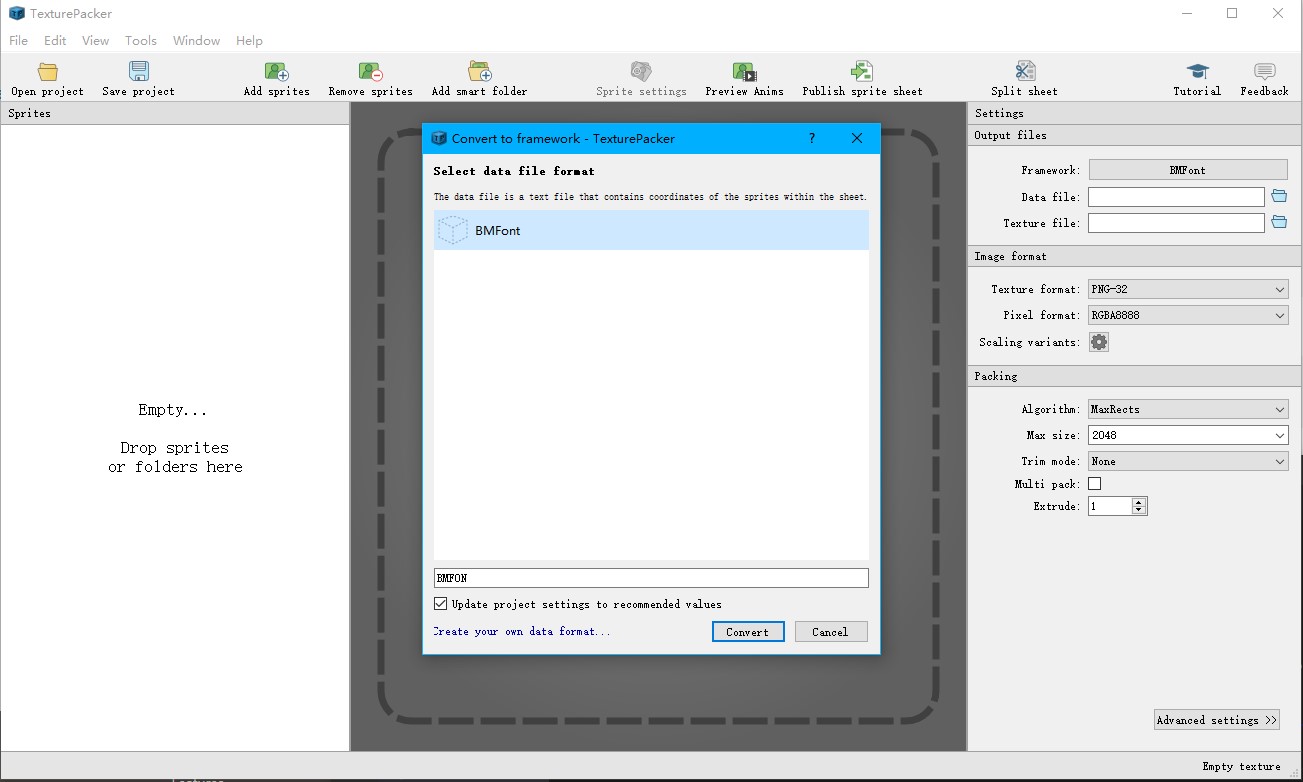 TexturePacker
File Edit View Tools Window Help
Open project Save project Add sprites Remove sprites Add smart folder Sprite settings Preview Anims Publish sprite sheet Split sheet Tutorial Feedback
Sprites
Empty...
Drop sprites
or folders here
Convert to framework - TexturePacker ?
Select data file format
The data file is a text file that contains coordinates of the sprites within the sheet.
BMFont
BMFON
Update project settings to recommended values
Create your own data format...
Convert Cancel
Settings
Output files
Framework: BMFont
Data file:
Texture file:
Image format
Texture format: PNG-32
Pixel format: RGBA8888
Scaling variants:
Packing
Algorithm: MaxRects
Max size: 2048
Trim mode: None
Multi pack:
Extrude: 1
Advanced settings >>
Empty texture